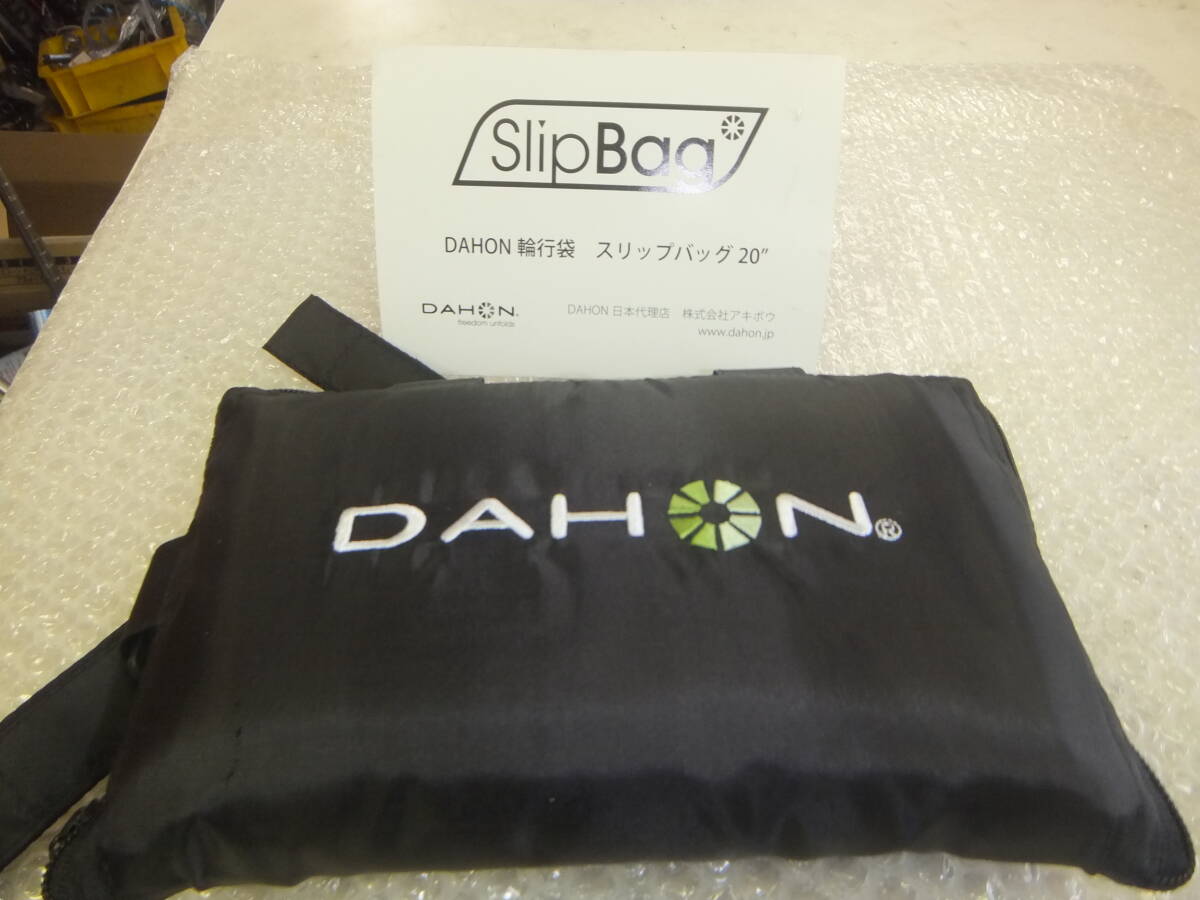 SlipBag
DAHON 輪行袋　スリップバッグ 20”
DAHON®
freedom unfolds
DAHON 日本代理店　株式会社アキボウ
www.dahon.jp
DAHON®